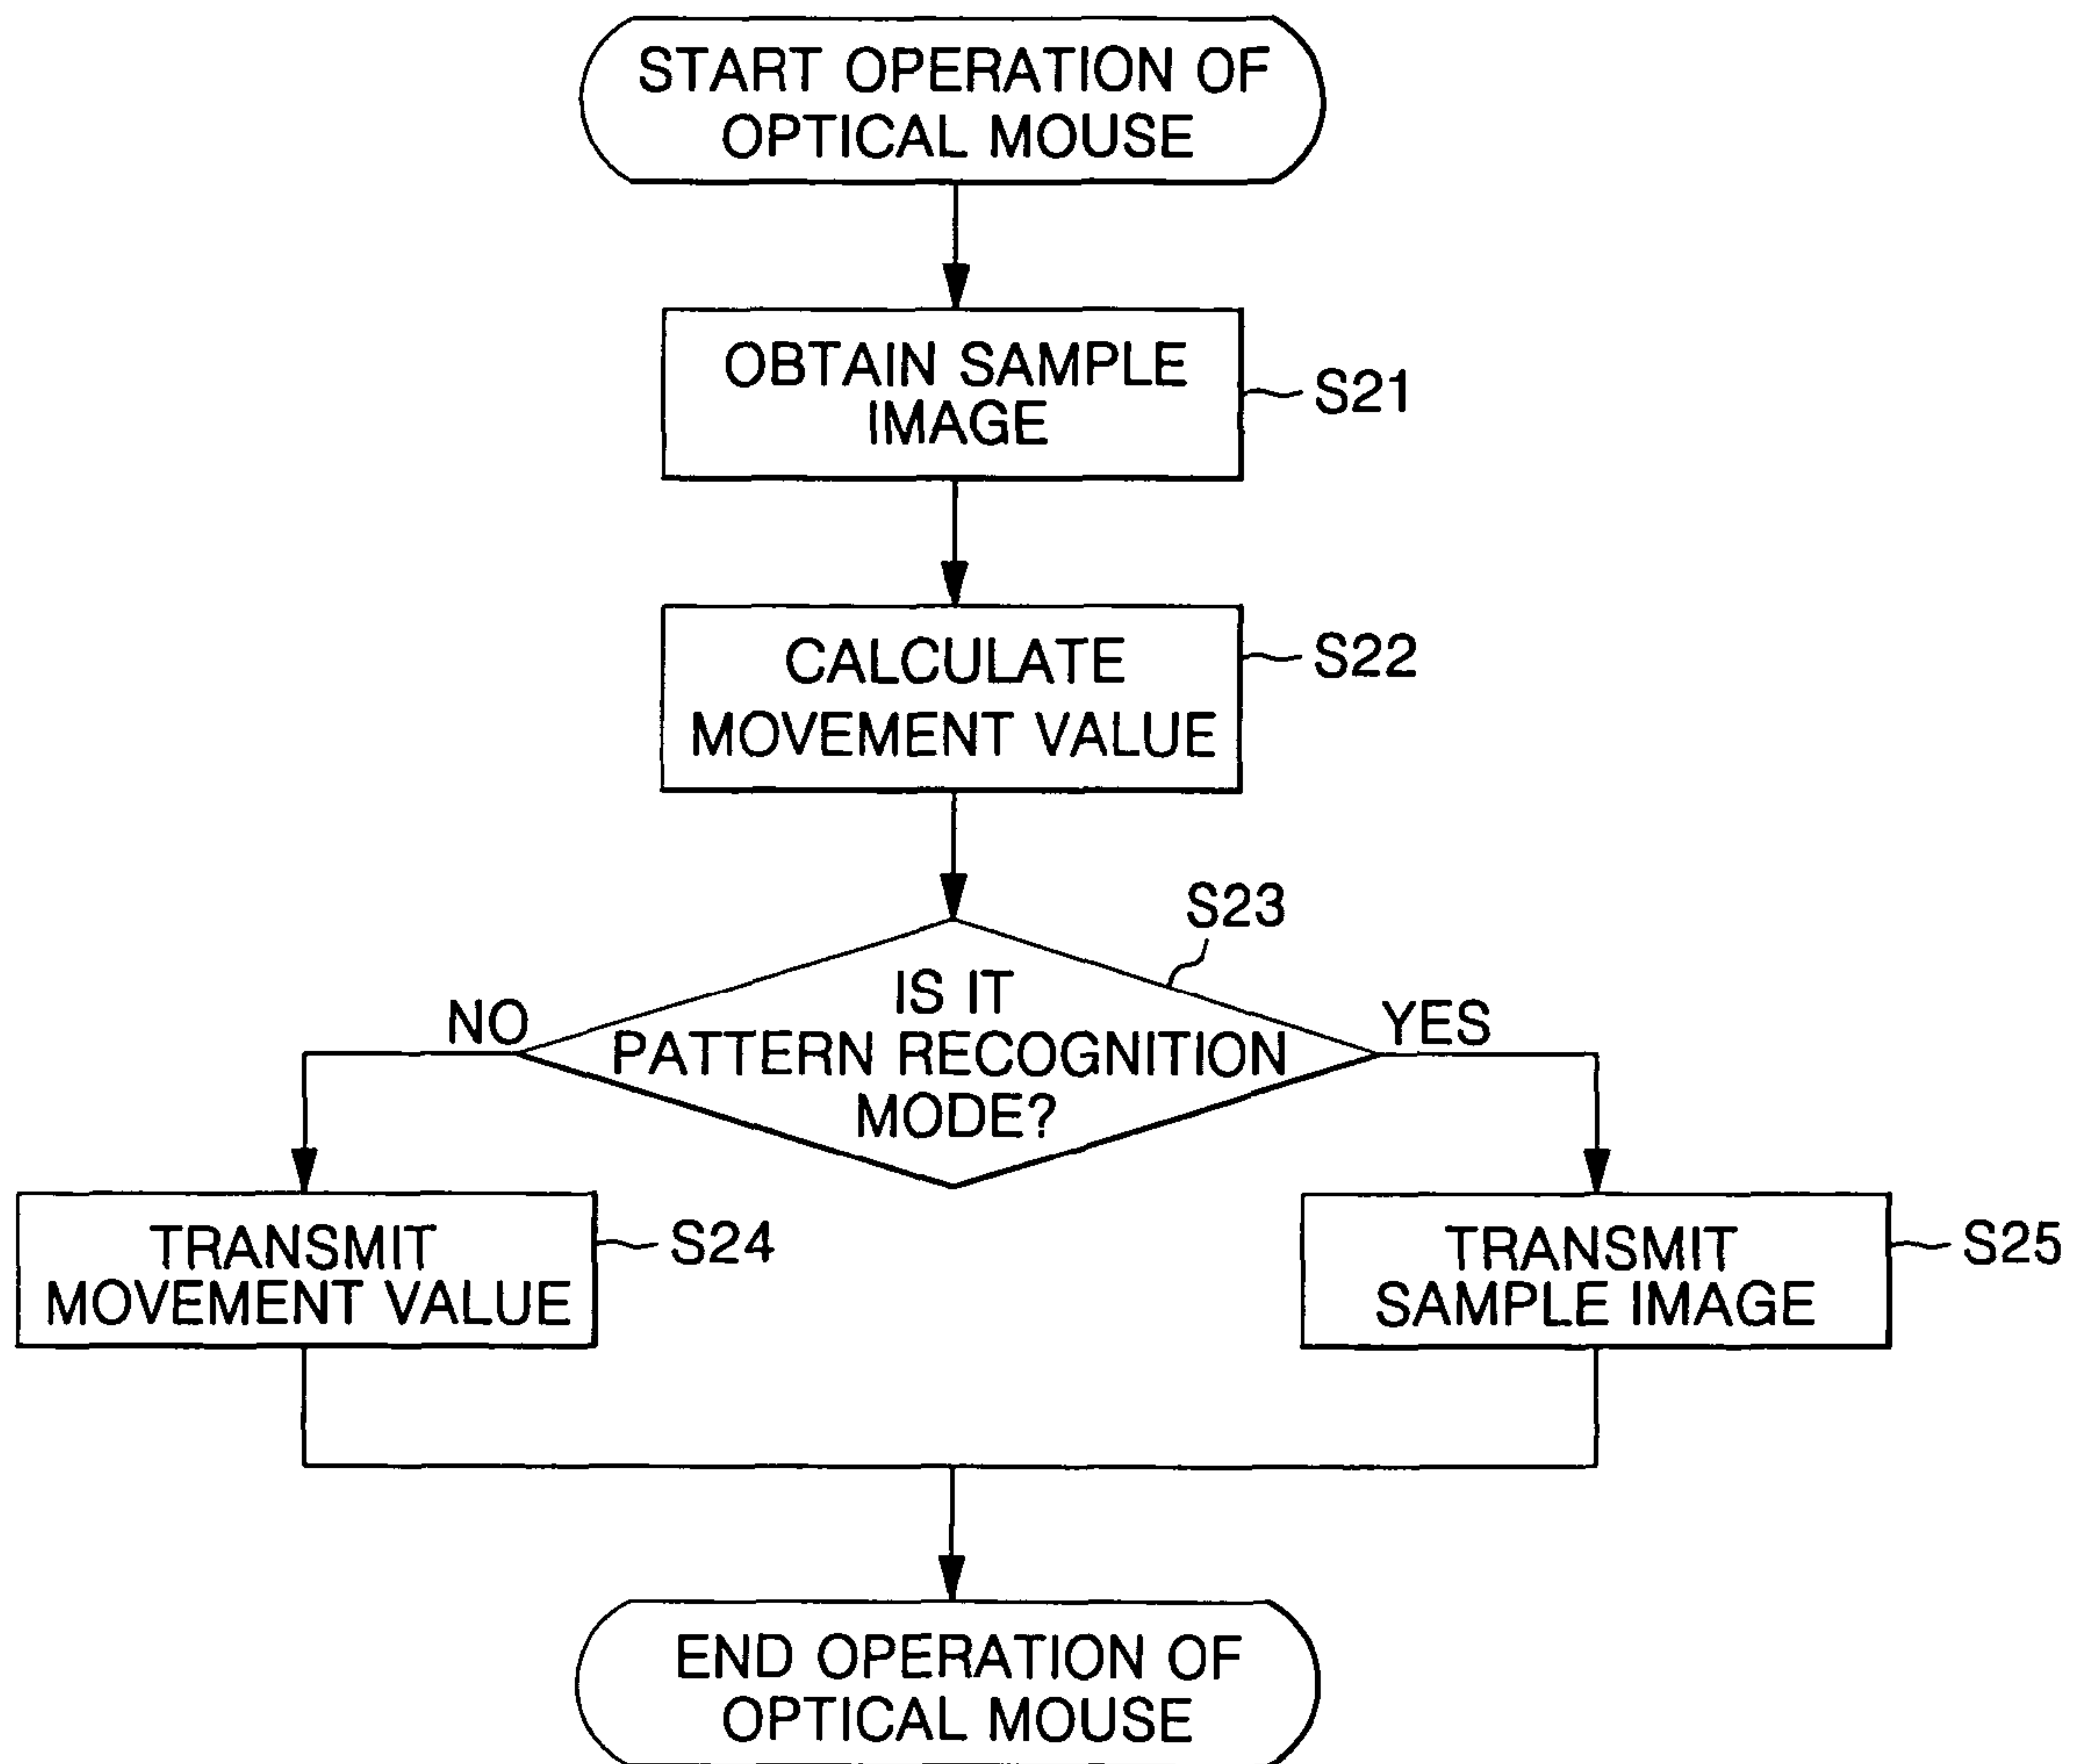 START OPERATION OF
OPTICAL MOUSE
OBTAIN SAMPLE
IMAGE
S21
CALCULATE
MOVEMENT VALUE
S22
S23
IS IT
PATTERN RECOGNITION
MODE?
NO
YES
TRANSMIT
MOVEMENT VALUE
S24
TRANSMIT
SAMPLE IMAGE
S25
END OPERATION OF
OPTICAL MOUSE